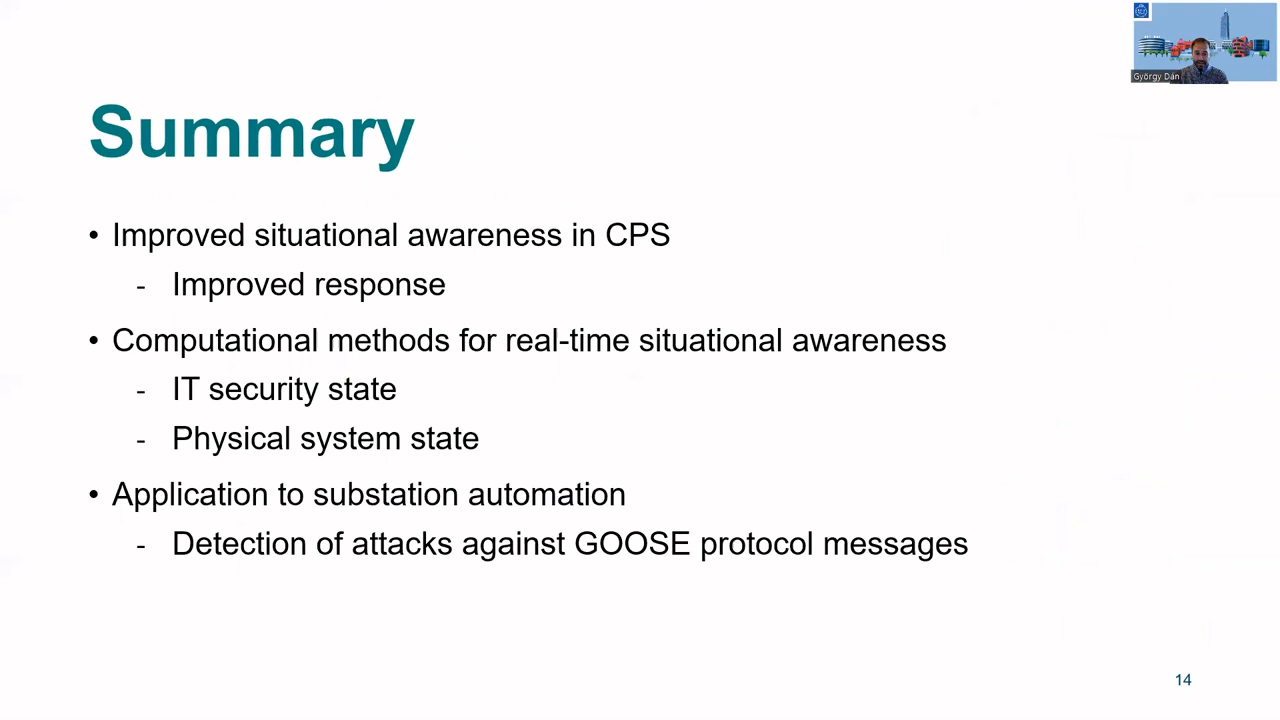 György Dán
Summary
• Improved situational awareness in CPS
- Improved response
• Computational methods for real-time situational awareness
- IT security state
- Physical system state
• Application to substation automation
- Detection of attacks against GOOSE protocol messages
14